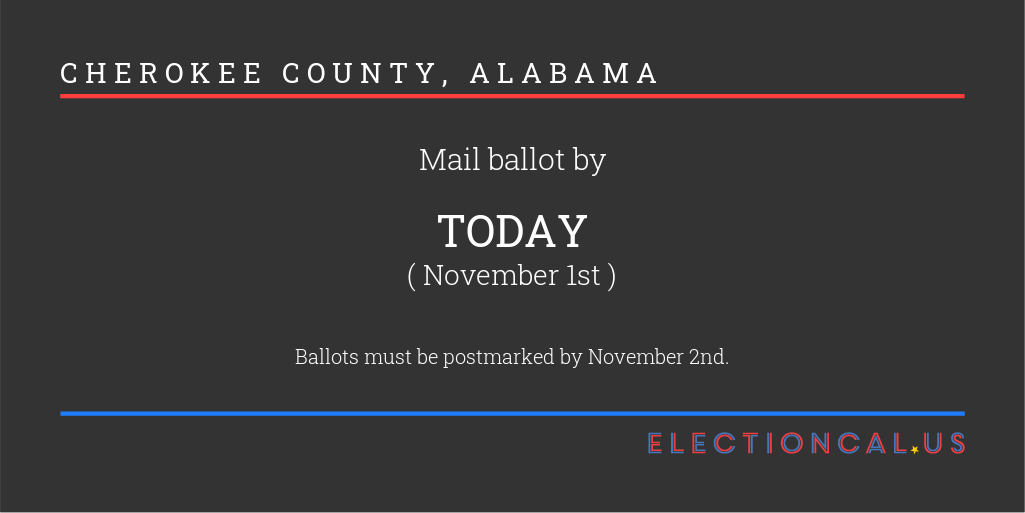 CHEROKEE COUNTY, ALABAMA
Mail ballot by
TODAY
( November 1st )
Ballots must be postmarked by November 2nd.
ELECTIONCAL.US